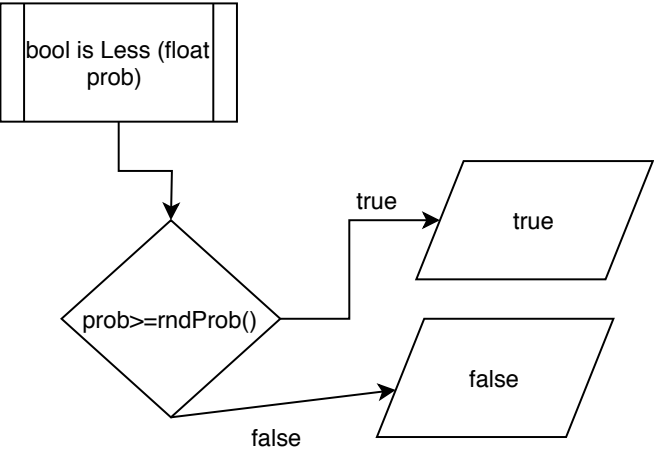 bool is Less (float
prob)
true
true
prob>=rndProb()
false
false